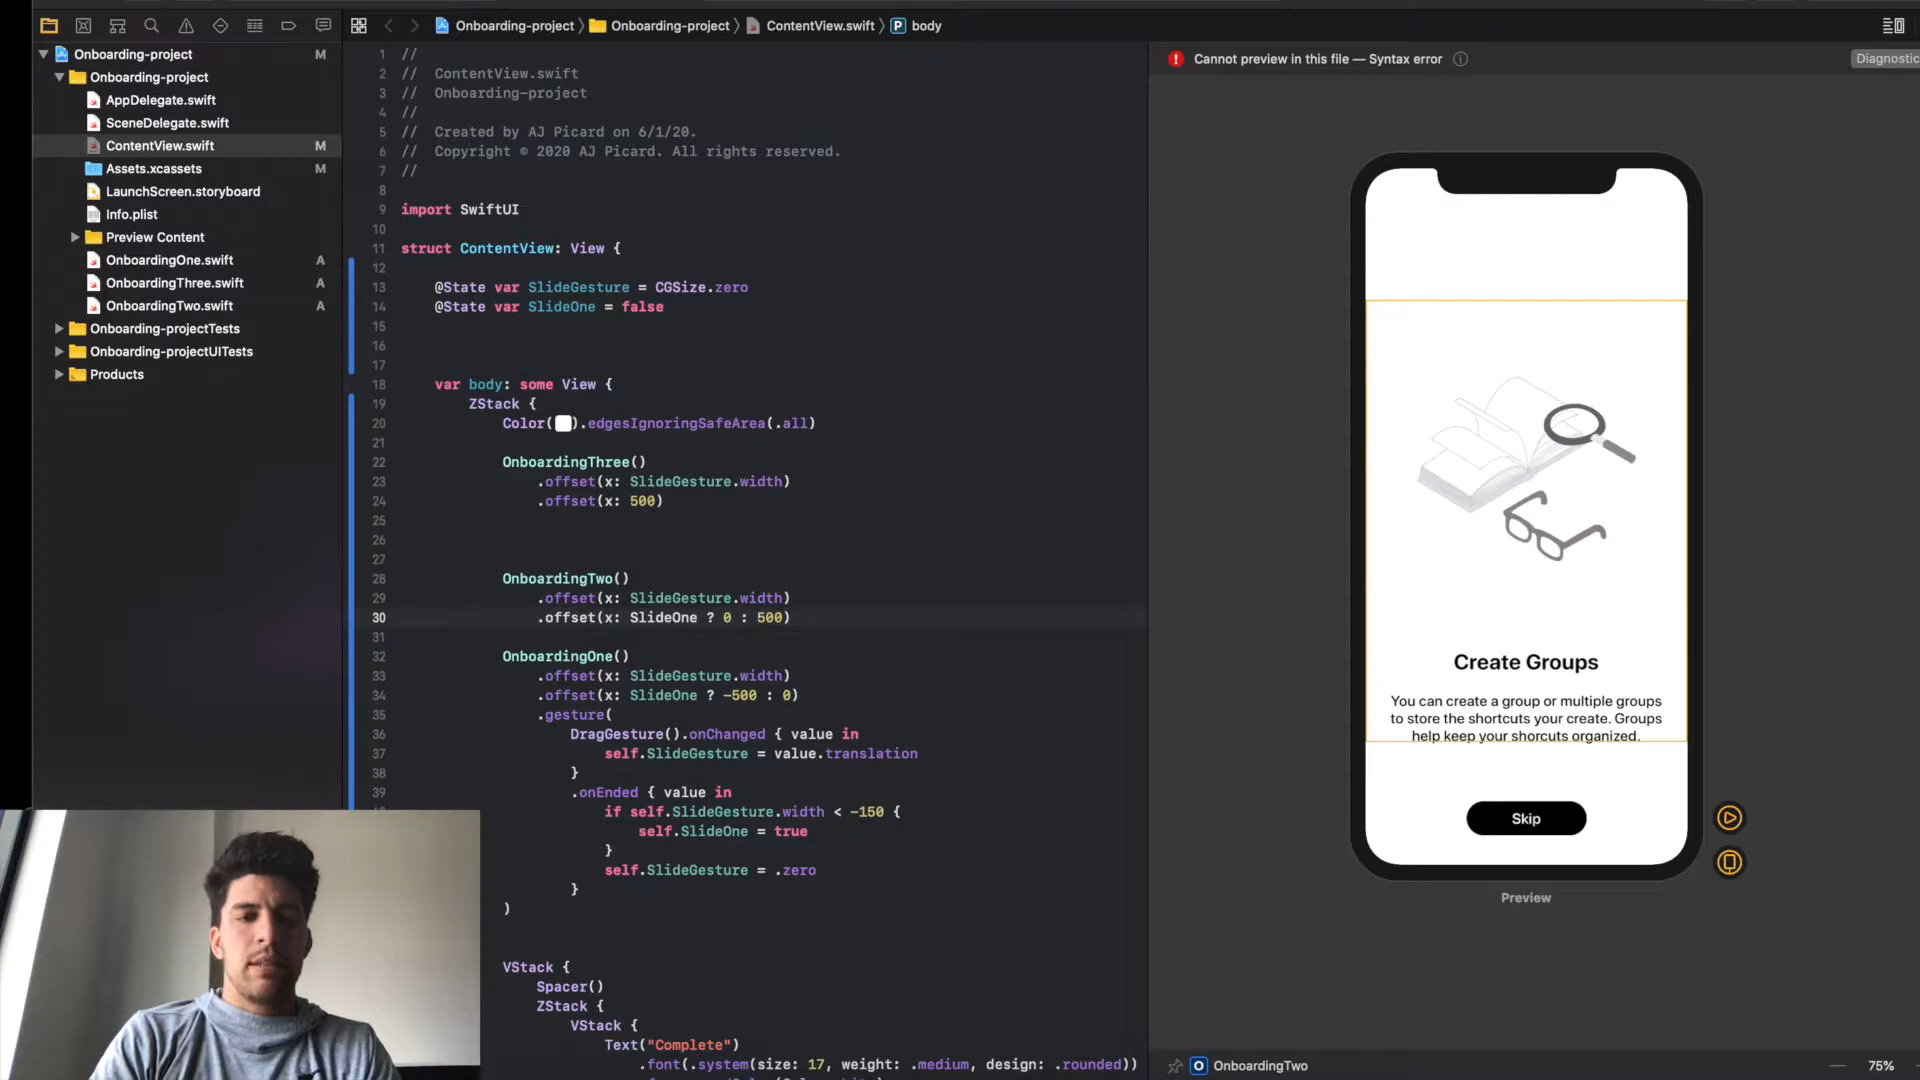 Onboarding-project 〉 Onboarding-project 〉 ContentView.swift 〉 P body
Onboarding-project M
Onboarding-project
AppDelegate.swift
SceneDelegate.swift
ContentView.swift M
Assets.xcassets M
LaunchScreen.storyboard
Info.plist
Preview Content
OnboardingOne.swift A
OnboardingThree.swift A
OnboardingTwo.swift A
Onboarding-projectTests
Onboarding-projectUITests
Products
1 //
2 // ContentView.swift
3 // Onboarding-project
4 //
5 // Created by AJ Picard on 6/1/20.
6 // Copyright © 2020 AJ Picard. All rights reserved.
7 //
8
9 import SwiftUI
10
11 struct ContentView: View {
12
13 @State var SlideGesture = CGSize.zero
14 @State var SlideOne = false
15
16
17
18 var body: some View {
19 ZStack {
20 Color( ).edgesIgnoringSafeArea(.all)
21
22 OnboardingThree()
23 .offset(x: SlideGesture.width)
24 .offset(x: 500)
25
26
27
28 OnboardingTwo()
29 .offset(x: SlideGesture.width)
30 .offset(x: SlideOne ? 0 : 500)
31
32 OnboardingOne()
33 .offset(x: SlideGesture.width)
34 .offset(x: SlideOne ? -500 : 0)
35 .gesture(
36 DragGesture().onChanged { value in
37 self.SlideGesture = value.translation
38 }
39 .onEnded { value in
if self.SlideGesture.width < -150 {
self.SlideOne = true
}
self.SlideGesture = .zero
}
)
VStack {
Spacer()
ZStack {
VStack {
Text("Complete")
.font(.system(size: 17, weight: .medium, design: .rounded))
! Cannot preview in this file — Syntax error
Diagnostic
Create Groups
You can create a group or multiple groups
to store the shortcuts your create. Groups
help keep your shorcuts organized.
Skip
Preview
O OnboardingTwo
75%